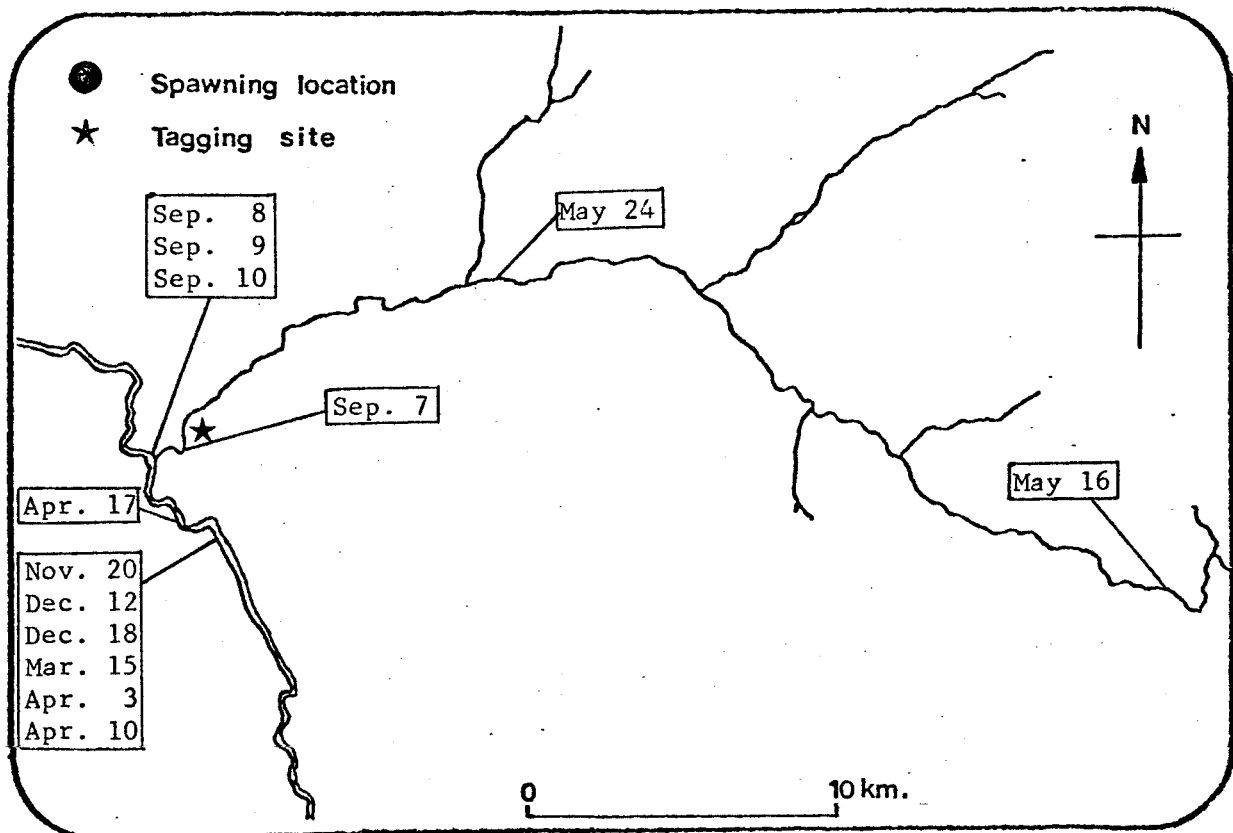 Spawning location
Tagging site
N
Sep. 8
Sep. 9
Sep. 10
May 24
Sep. 7
May 16
Apr. 17
Nov. 20
Dec. 12
Dec. 18
Mar. 15
Apr. 3
Apr. 10
0 10 km.